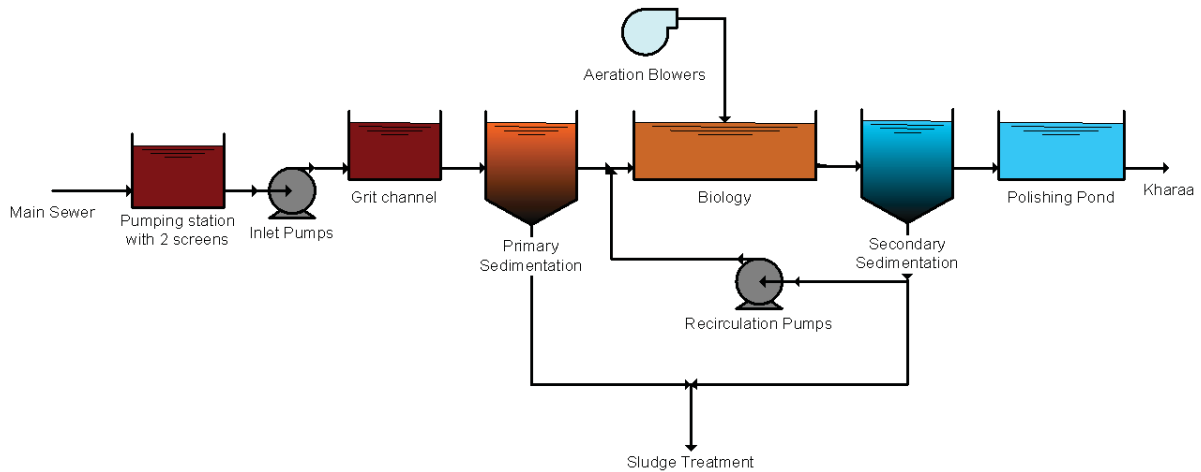 Aeration Blowers
Main Sewer
Pumping station
with 2 screens
Inlet Pumps
Grit channel
Primary
Sedimentation
Biology
Secondary
Sedimentation
Polishing Pond
Kharaa
Recirculation Pumps
Sludge Treatment